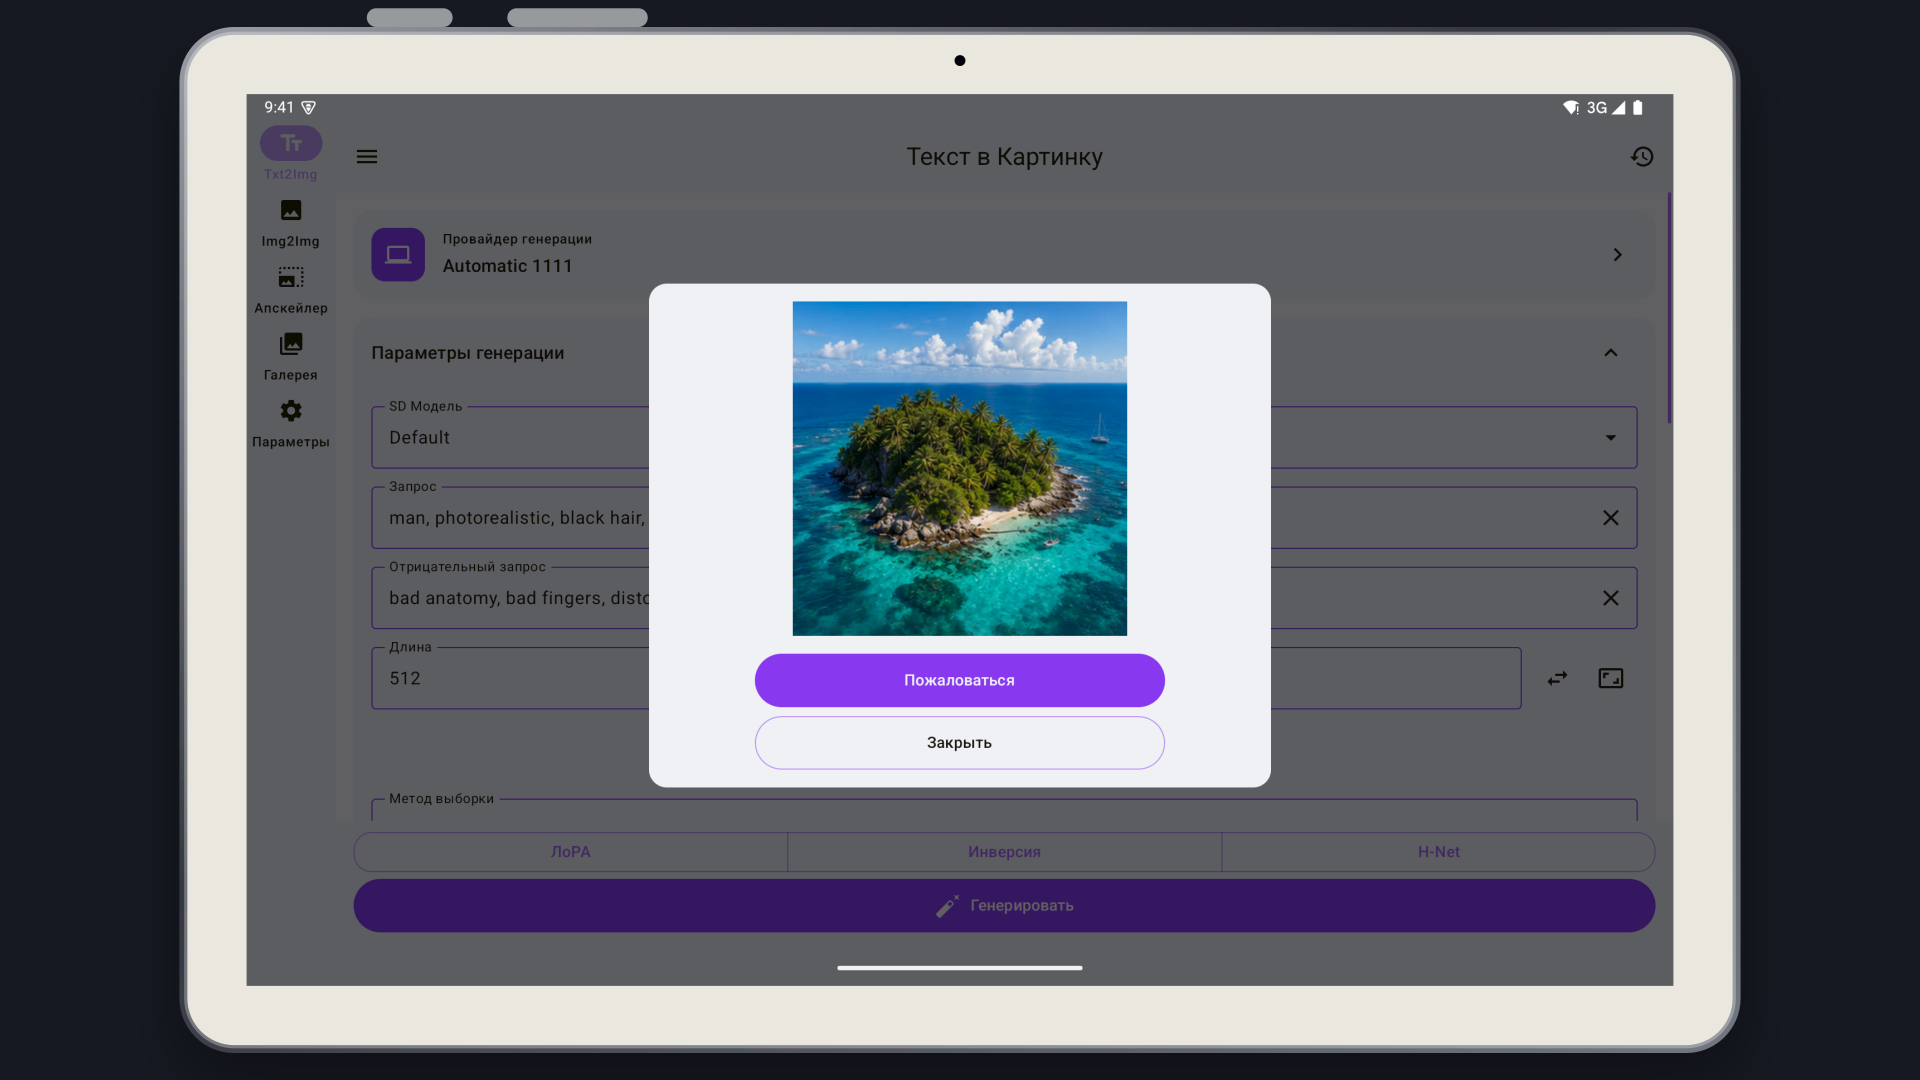 9:41
3G
Txt2Img
Img2Img
Апскейлер
Галерея
Параметры
Текст в Картинку
Провайдер генерации
Automatic 1111
Параметры генерации
SD Модель
Default
Запрос
man, photorealistic, black hair,
Отрицательный запрос
bad anatomy, bad fingers, disto
Длина
512
Метод выборки
ЛоРА
Инверсия
H-Net
Генерировать
Пожаловаться
Закрыть